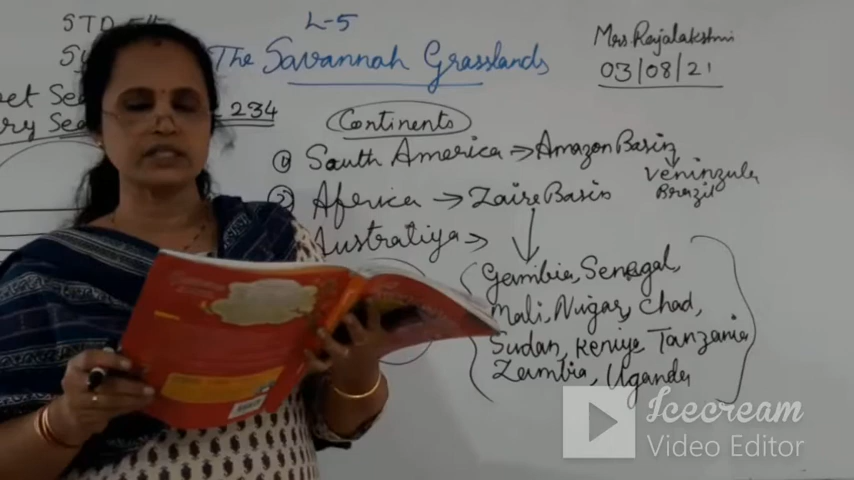 L-5
STD
The Savannah Grasslands
Mrs Rajalakshmi
03/08/21
234
Continents
① South America → Amazon Basin
Veninzula
Brazil
② Africa → Zaire Basin
Australiya →
Gambia, Senegal,
Mali, Nigar, Chad,
Sudan, Keniye, Tanzania
Zambia, Uganda
Icecream
Video Editor